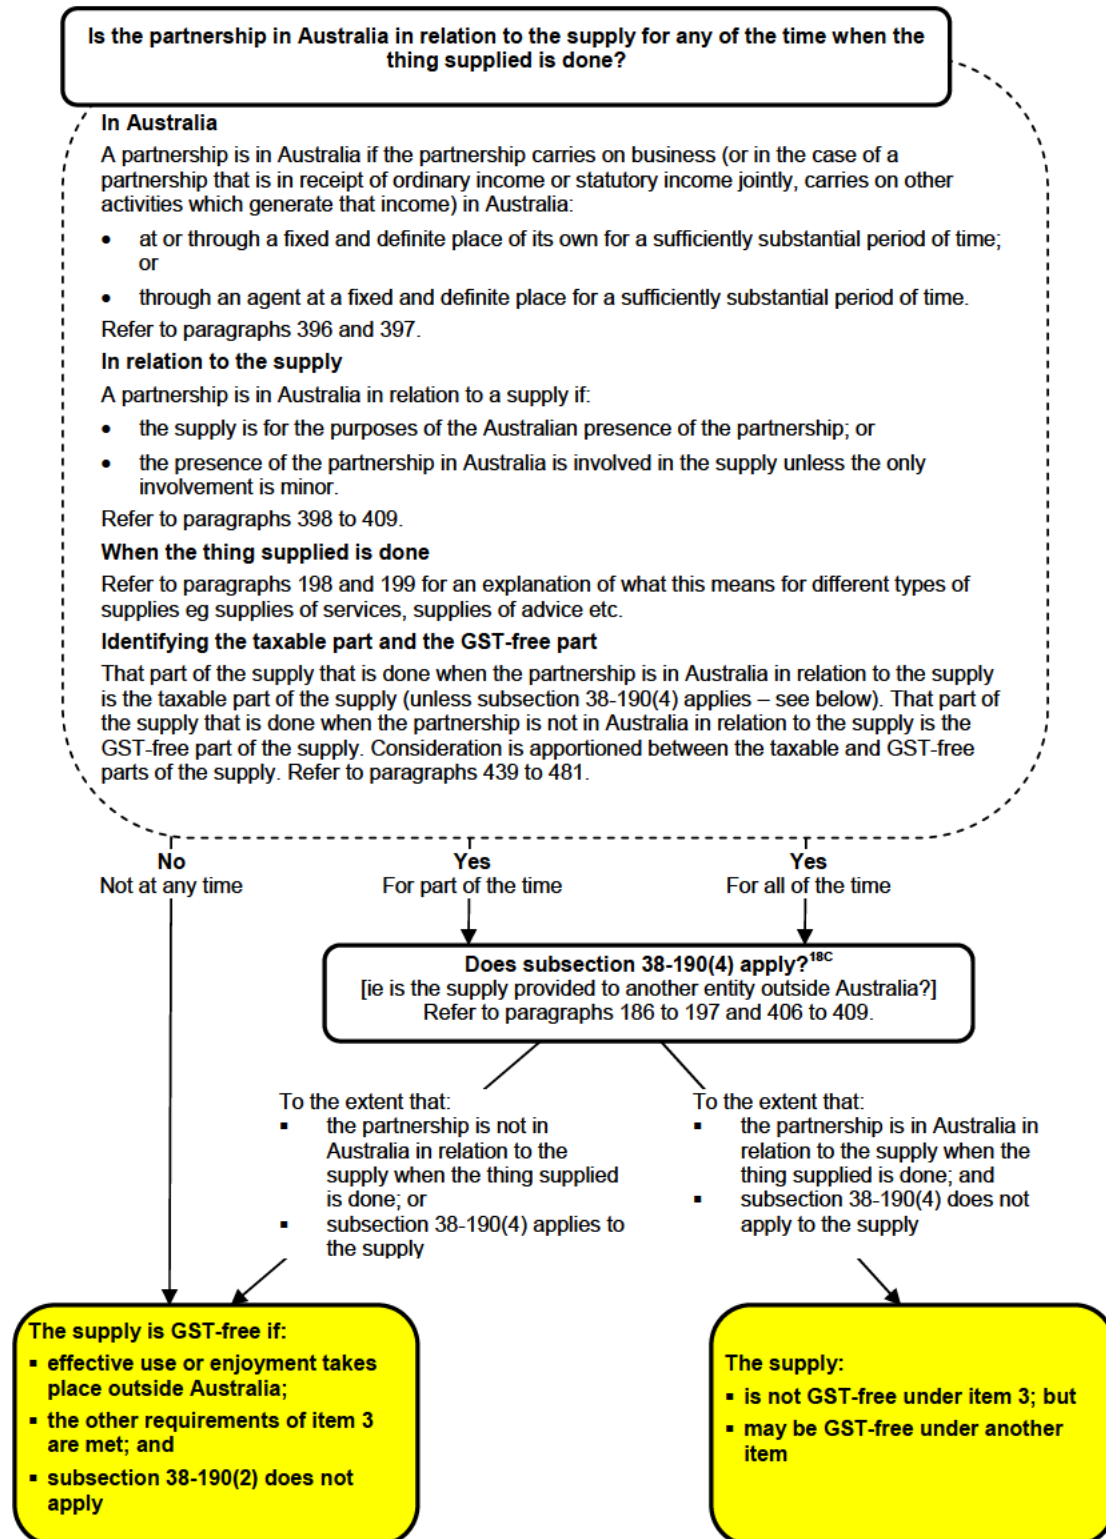 Is the partnership in Australia in relation to the supply for any of the time when the
thing supplied is done?
In Australia
A partnership is in Australia if the partnership carries on business (or in the case of a
partnership that is in receipt of ordinary income or statutory income jointly, carries on other
activities which generate that income) in Australia:
• at or through a fixed and definite place of its own for a sufficiently substantial period of time;
or
• through an agent at a fixed and definite place for a sufficiently substantial period of time.
Refer to paragraphs 396 and 397.
In relation to the supply
A partnership is in Australia in relation to a supply if:
• the supply is for the purposes of the Australian presence of the partnership; or
• the presence of the partnership in Australia is involved in the supply unless the only
involvement is minor.
Refer to paragraphs 398 to 409.
When the thing supplied is done
Refer to paragraphs 198 and 199 for an explanation of what this means for different types of
supplies eg supplies of services, supplies of advice etc.
Identifying the taxable part and the GST-free part
That part of the supply that is done when the partnership is in Australia in relation to the supply
is the taxable part of the supply (unless subsection 38-190(4) applies – see below). That part of
the supply that is done when the partnership is not in Australia in relation to the supply is the
GST-free part of the supply. Consideration is apportioned between the taxable and GST-free
parts of the supply. Refer to paragraphs 439 to 481.
No
Not at any time
Yes
For part of the time
Yes
For all of the time
Does subsection 38-190(4) apply?18C
[ie is the supply provided to another entity outside Australia?]
Refer to paragraphs 186 to 197 and 406 to 409.
To the extent that:
▪ the partnership is not in
Australia in relation to the
supply when the thing supplied
is done; or
▪ subsection 38-190(4) applies to
the supply
To the extent that:
▪ the partnership is in Australia in
relation to the supply when the
thing supplied is done; and
▪ subsection 38-190(4) does not
apply to the supply
The supply is GST-free if:
▪ effective use or enjoyment takes
place outside Australia;
▪ the other requirements of item 3
are met; and
▪ subsection 38-190(2) does not
apply
The supply:
▪ is not GST-free under item 3; but
▪ may be GST-free under another
item